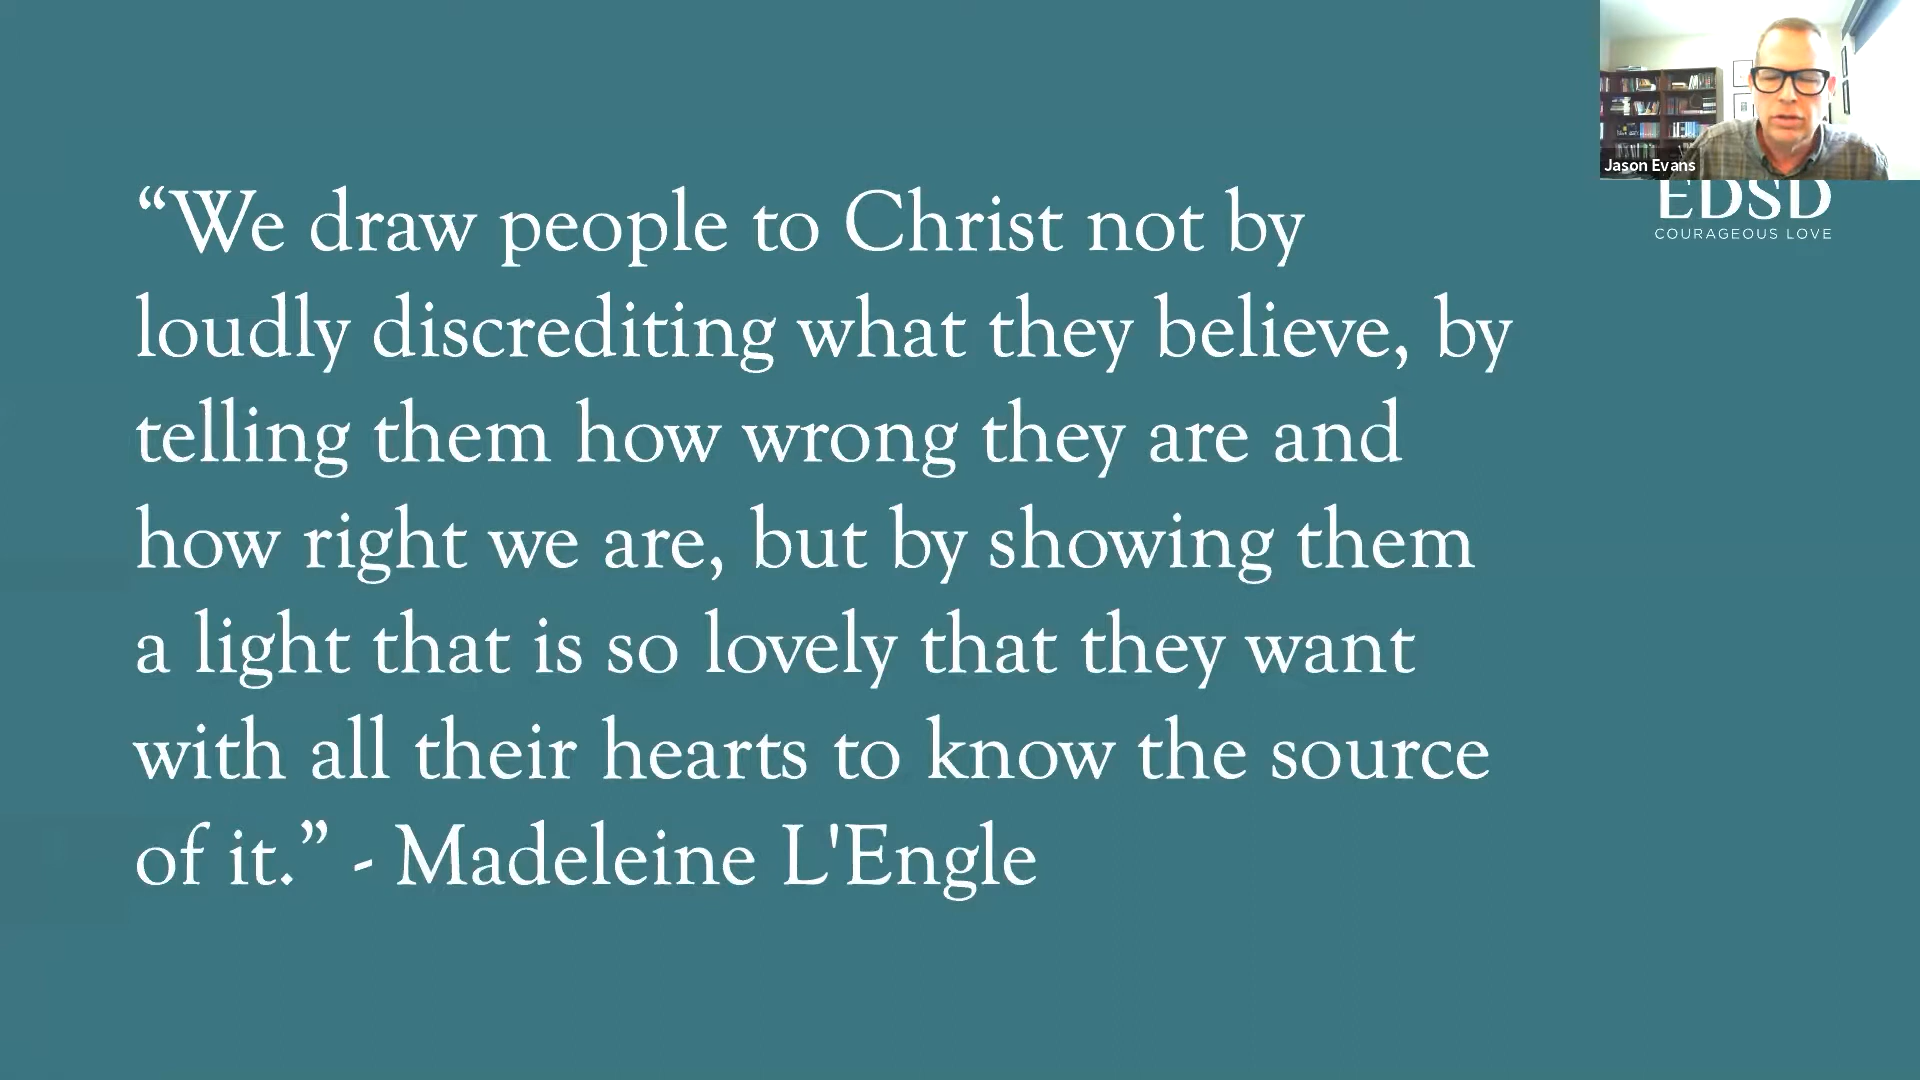 “We draw people to Christ not by
loudly discrediting what they believe, by
telling them how wrong they are and
how right we are, but by showing them
a light that is so lovely that they want
with all their hearts to know the source
of it.” - Madeleine L'Engle
Jason Evans
EDSD
COURAGEOUS LOVE